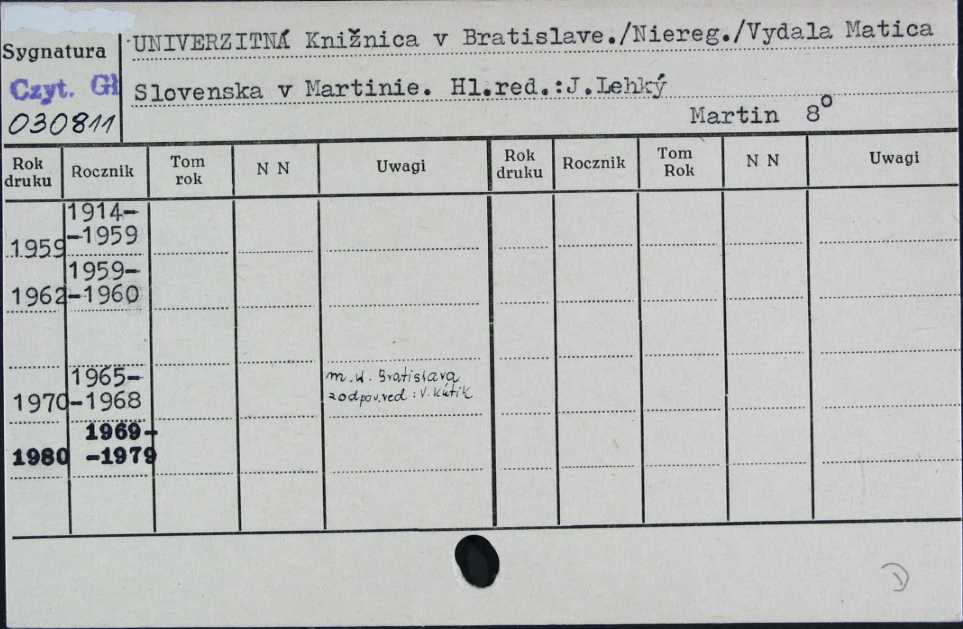 Sygnatura
Czyt. Gł
030811
UNIVERZITNÁ Knižnica v Bratislave./Niereg./Vydala Matica
Slovenska v Martinie. Hl.red.:J.Lehký
Martin 8°
Rok druku Rocznik Tom rok N N Uwagi Rok druku Rocznik Tom Rok N N Uwagi
1959 1914-
-1959
1962 1959-
-1960
1970 1965-
-1968 m.w. Bratislava
zodpov.red: V. Kútik
1980 1969-
-1979